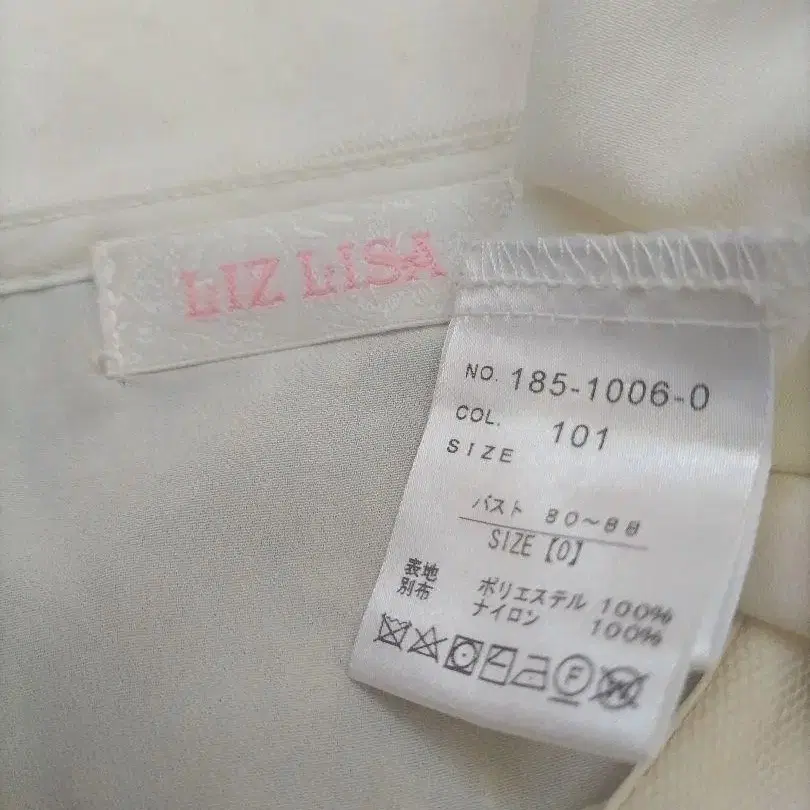 LIZ LISA
NO. 185-1006-0
COL. 101
SIZE
バスト 80～88
SIZE【0】
表地 ポリエステル 100%
別布 ナイロン 100%
F